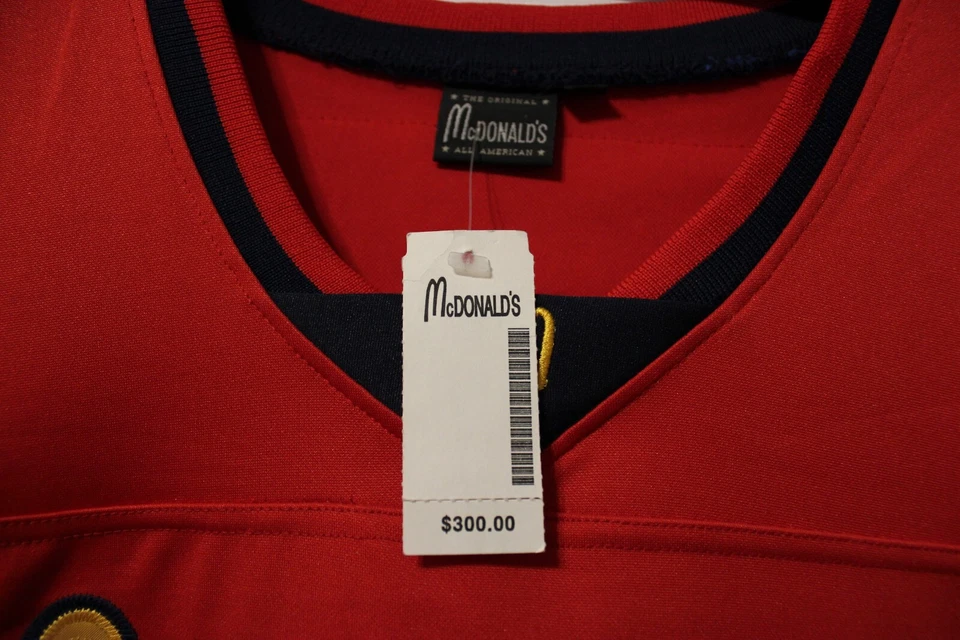 ★ THE ORIGINAL ★
McDONALD'S
★ ALL AMERICAN ★
McDONALD'S
$300.00